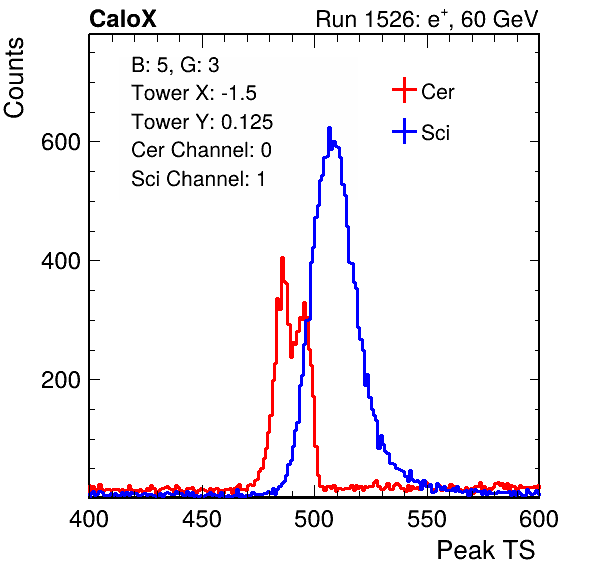 CaloX Run 1526: e⁺, 60 GeV
B: 5, G: 3
Tower X: -1.5
Tower Y: 0.125
Cer Channel: 0
Sci Channel: 1
Cer
Sci
Counts
600
400
200
400 450 500 550 600
Peak TS